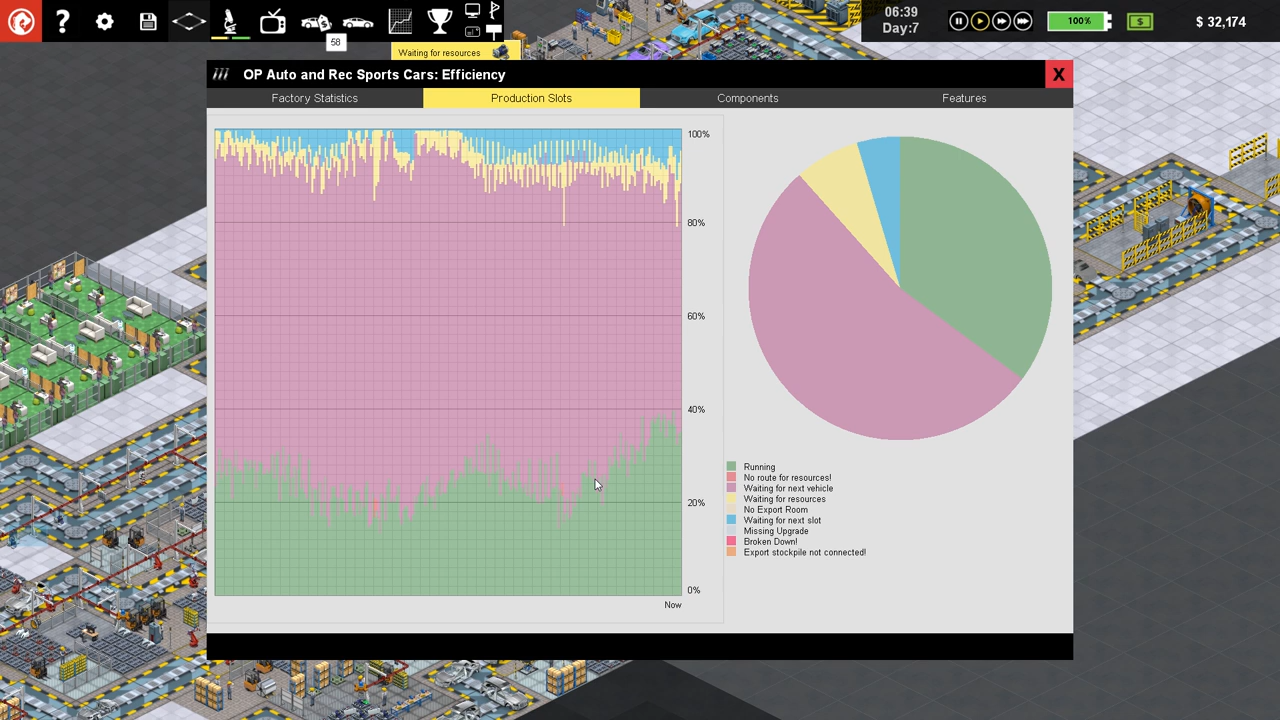 ?
58
06:39
Day:7
100%
$
$ 32,174
Waiting for resources
/// OP Auto and Rec Sports Cars: Efficiency
X
Factory Statistics
Production Slots
Components
Features
100%
80%
60%
40%
20%
0%
Now
Running
No route for resources!
Waiting for next vehicle
Waiting for resources
No Export Room
Waiting for next slot
Missing Upgrade
Broken Down!
Export stockpile not connected!